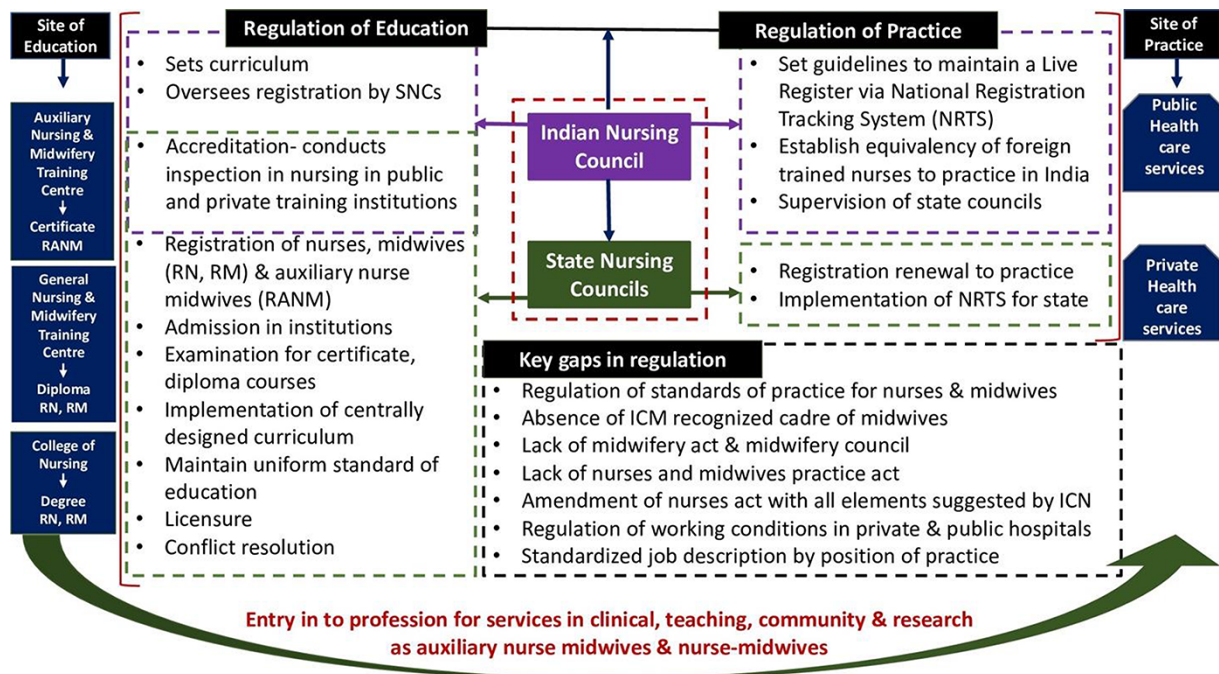 Site of
Education
Auxiliary
Nursing &
Midwifery
Training
Centre
Certificate
RANM
General
Nursing &
Midwifery
Training
Centre
Diploma
RN, RM
College of
Nursing
Degree
RN, RM
Regulation of Education
• Sets curriculum
• Oversees registration by SNCs
• Accreditation- conducts
inspection in nursing in public
and private training institutions
• Registration of nurses, midwives
(RN, RM) & auxiliary nurse
midwives (RANM)
• Admission in institutions
• Examination for certificate,
diploma courses
• Implementation of centrally
designed curriculum
• Maintain uniform standard of
education
• Licensure
• Conflict resolution
Indian Nursing
Council
State Nursing
Councils
Regulation of Practice
• Set guidelines to maintain a Live
Register via National Registration
Tracking System (NRTS)
• Establish equivalency of foreign
trained nurses to practice in India
• Supervision of state councils
• Registration renewal to practice
• Implementation of NRTS for state
Key gaps in regulation
• Regulation of standards of practice for nurses & midwives
• Absence of ICM recognized cadre of midwives
• Lack of midwifery act & midwifery council
• Lack of nurses and midwives practice act
• Amendment of nurses act with all elements suggested by ICN
• Regulation of working conditions in private & public hospitals
• Standardized job description by position of practice
Site of
Practice
Public
Health
care
services
Private
Health
care
services
Entry in to profession for services in clinical, teaching, community & research
as auxiliary nurse midwives & nurse-midwives